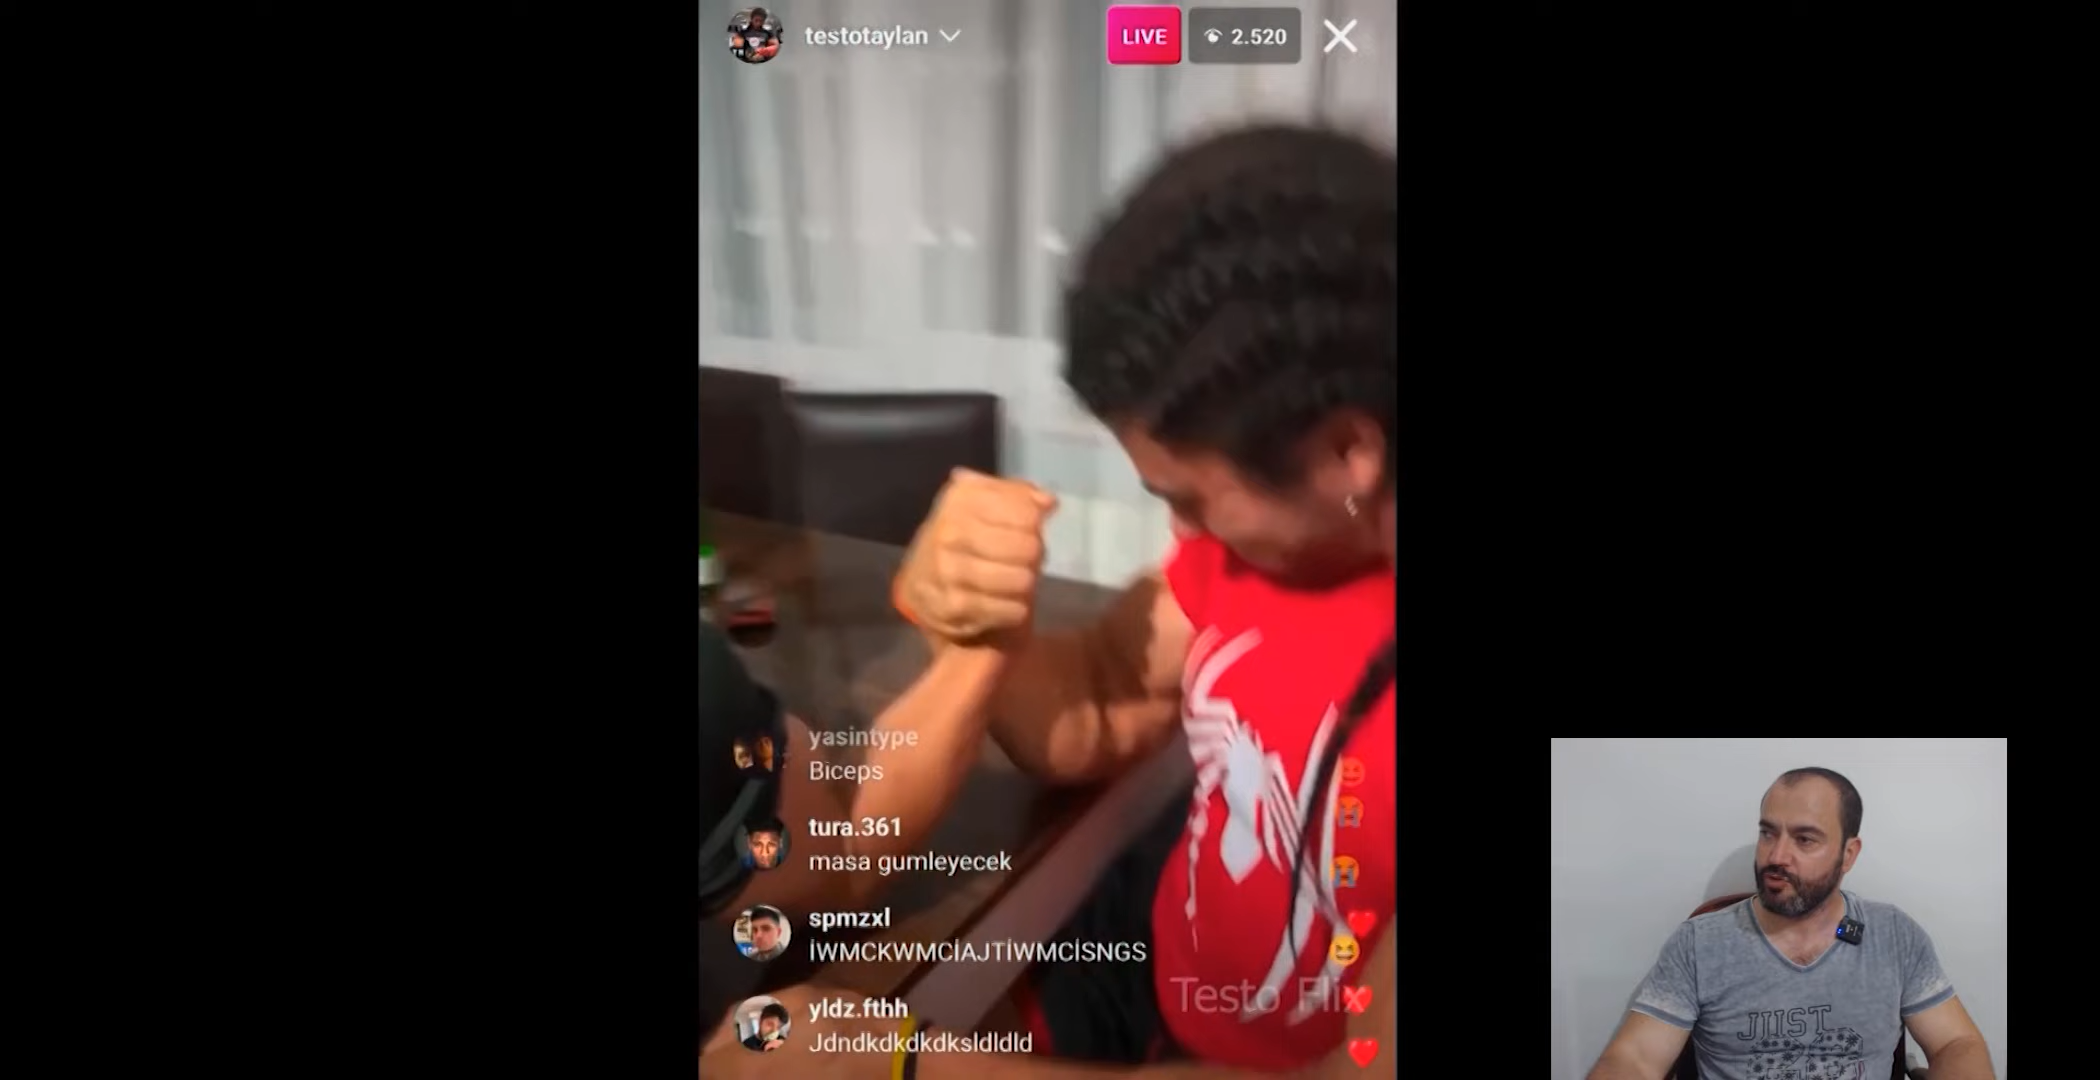 testotaylan
LIVE
2.520
yasintype
Biceps
tura.361
masa gumleyecek
spmzxl
İWMCKWMCİAJTİWMCİSNGS
yldz.fthh
Jdndkdkdkdksldldld
Testo Flix
JUST